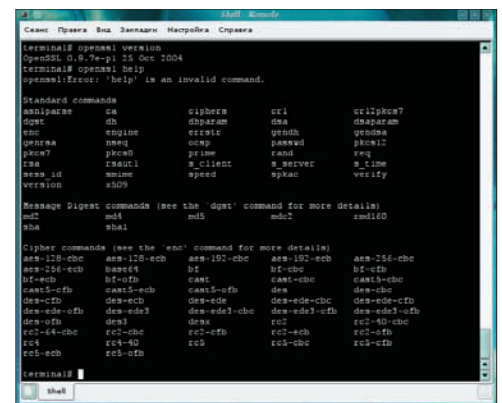 Shell - Konsole
Сеанс Правка Вид Закладки Настройка Справка
terminal# openssl version
OpenSSL 0.9.7e-p1 25 Oct 2004
terminal# openssl help
openssl:Error: 'help' is an invalid command.
Standard commands
asn1parse ca ciphers crl crl2pkcs7
dgst dh dhparam dsa dsaparam
enc engine errstr gendh gendsa
genrsa nseq ocsp passwd pkcs12
pkcs7 pkcs8 prime rand req
rsa rsautl s_client s_server s_time
sess_id smime speed spkac verify
version x509
Message Digest commands (see the `dgst' command for more details)
md2 md4 md5 mdc2 rmd160
sha sha1
Cipher commands (see the `enc' command for more details)
aes-128-cbc aes-128-ecb aes-192-cbc aes-192-ecb aes-256-cbc
aes-256-ecb base64 bf bf-cbc bf-cfb
bf-ecb bf-ofb cast cast-cbc cast5-cbc
cast5-cfb cast5-ecb cast5-ofb des des-cbc
des-cfb des-ecb des-ede des-ede-cbc des-ede-cfb
des-ede-ofb des-ede3 des-ede3-cbc des-ede3-cfb des-ede3-ofb
des-ofb des3 desx rc2 rc2-40-cbc
rc2-64-cbc rc2-cbc rc2-cfb rc2-ecb rc2-ofb
rc4 rc4-40 rc5 rc5-cbc rc5-cfb
rc5-ecb rc5-ofb
terminal#
Shell